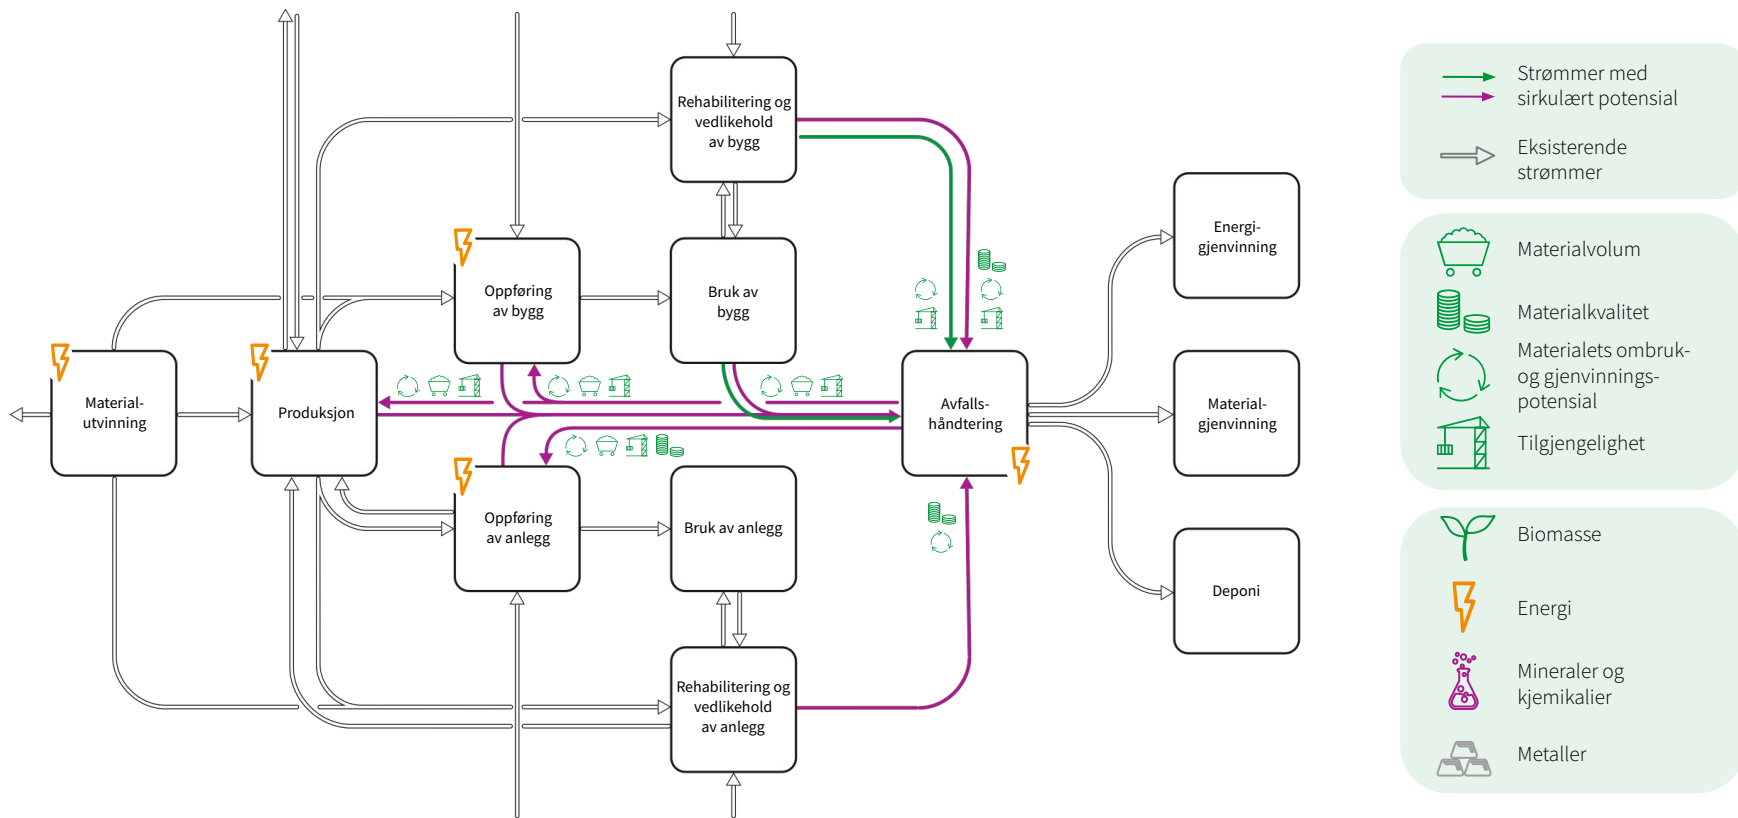 Rehabilitering og
vedlikehold
av bygg
Oppføring
av bygg
Bruk av
bygg
Material-
utvinning
Produksjon
Avfalls-
håndtering
Oppføring
av anlegg
Bruk av anlegg
Rehabilitering og
vedlikehold
av anlegg
Energi-
gjenvinning
Material-
gjenvinning
Deponi
Strømmer med
sirkulært potensial
Eksisterende
strømmer
Materialvolum
Materialkvalitet
Materialets ombruk-
og gjenvinnings-
potensial
Tilgjengelighet
Biomasse
Energi
Mineraler og
kjemikalier
Metaller